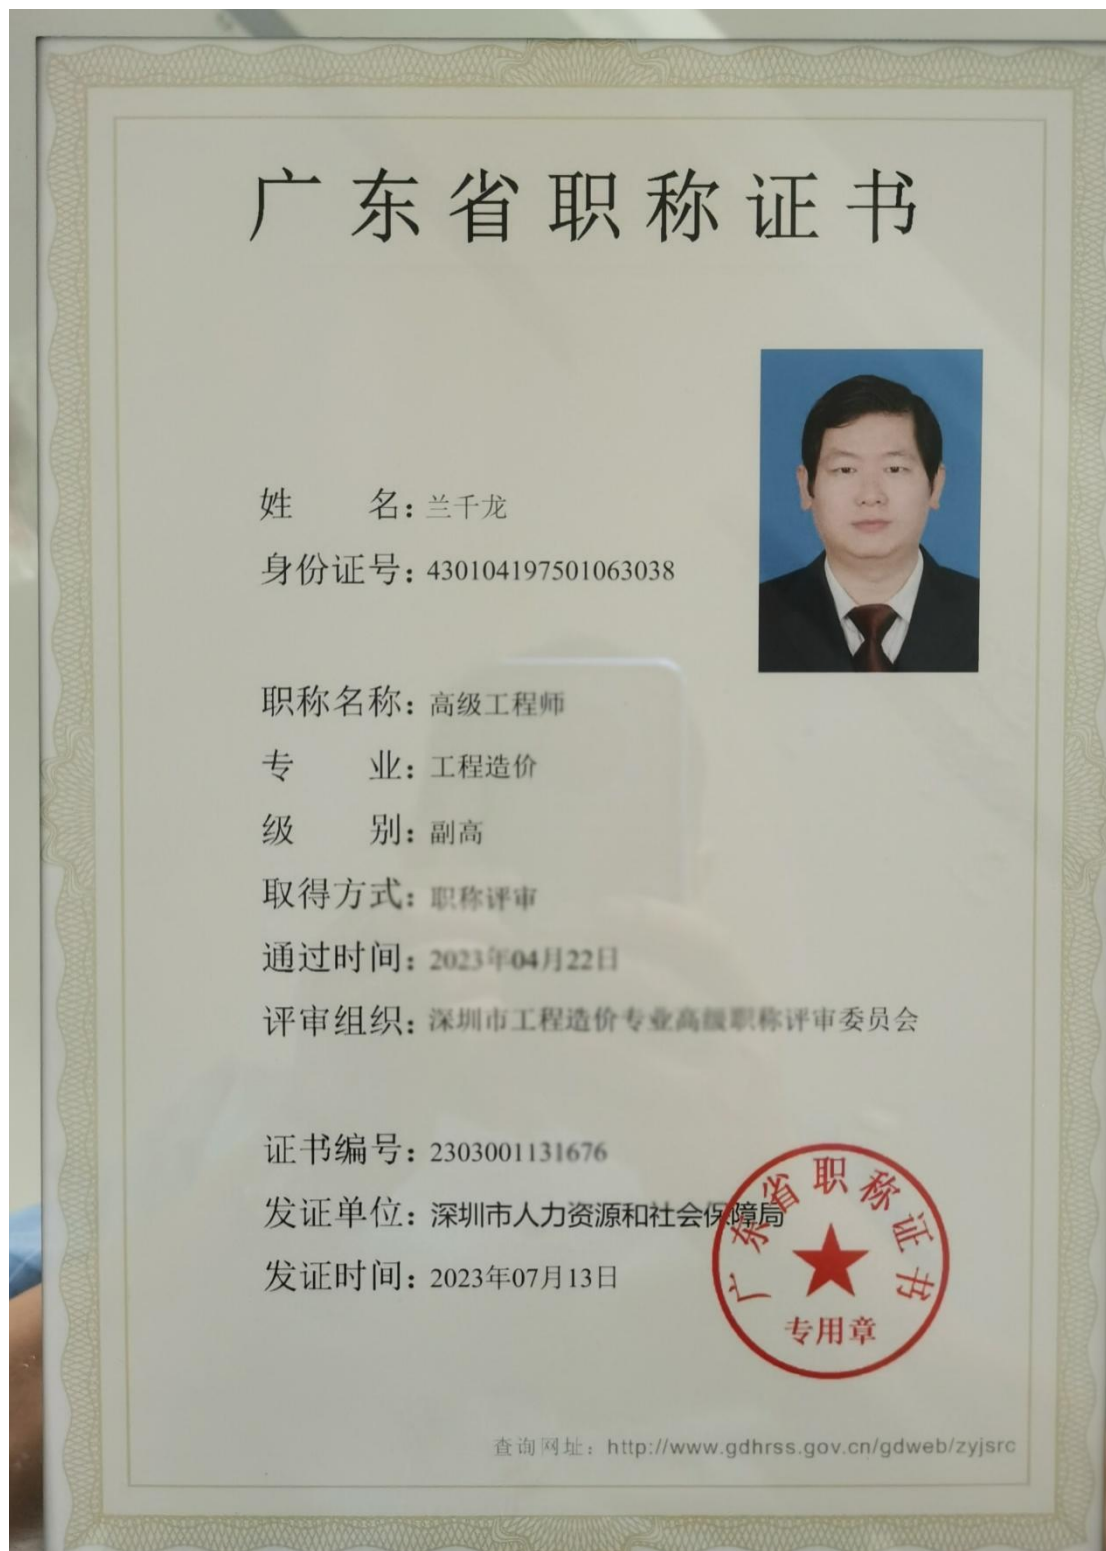 广东省职称证书
姓 名：兰千龙
身份证号：430104197501063038
职称名称：高级工程师
专 业：工程造价
级 别：副高
取得方式：职称评审
通过时间：2023年04月22日
评审组织：深圳市工程造价专业高级职称评审委员会
证书编号：2303001131676
发证单位：深圳市人力资源和社会保障局
发证时间：2023年07月13日
广东省职称证书
专用章
查询网址：http://www.gdhrss.gov.cn/gdweb/zyjsrc